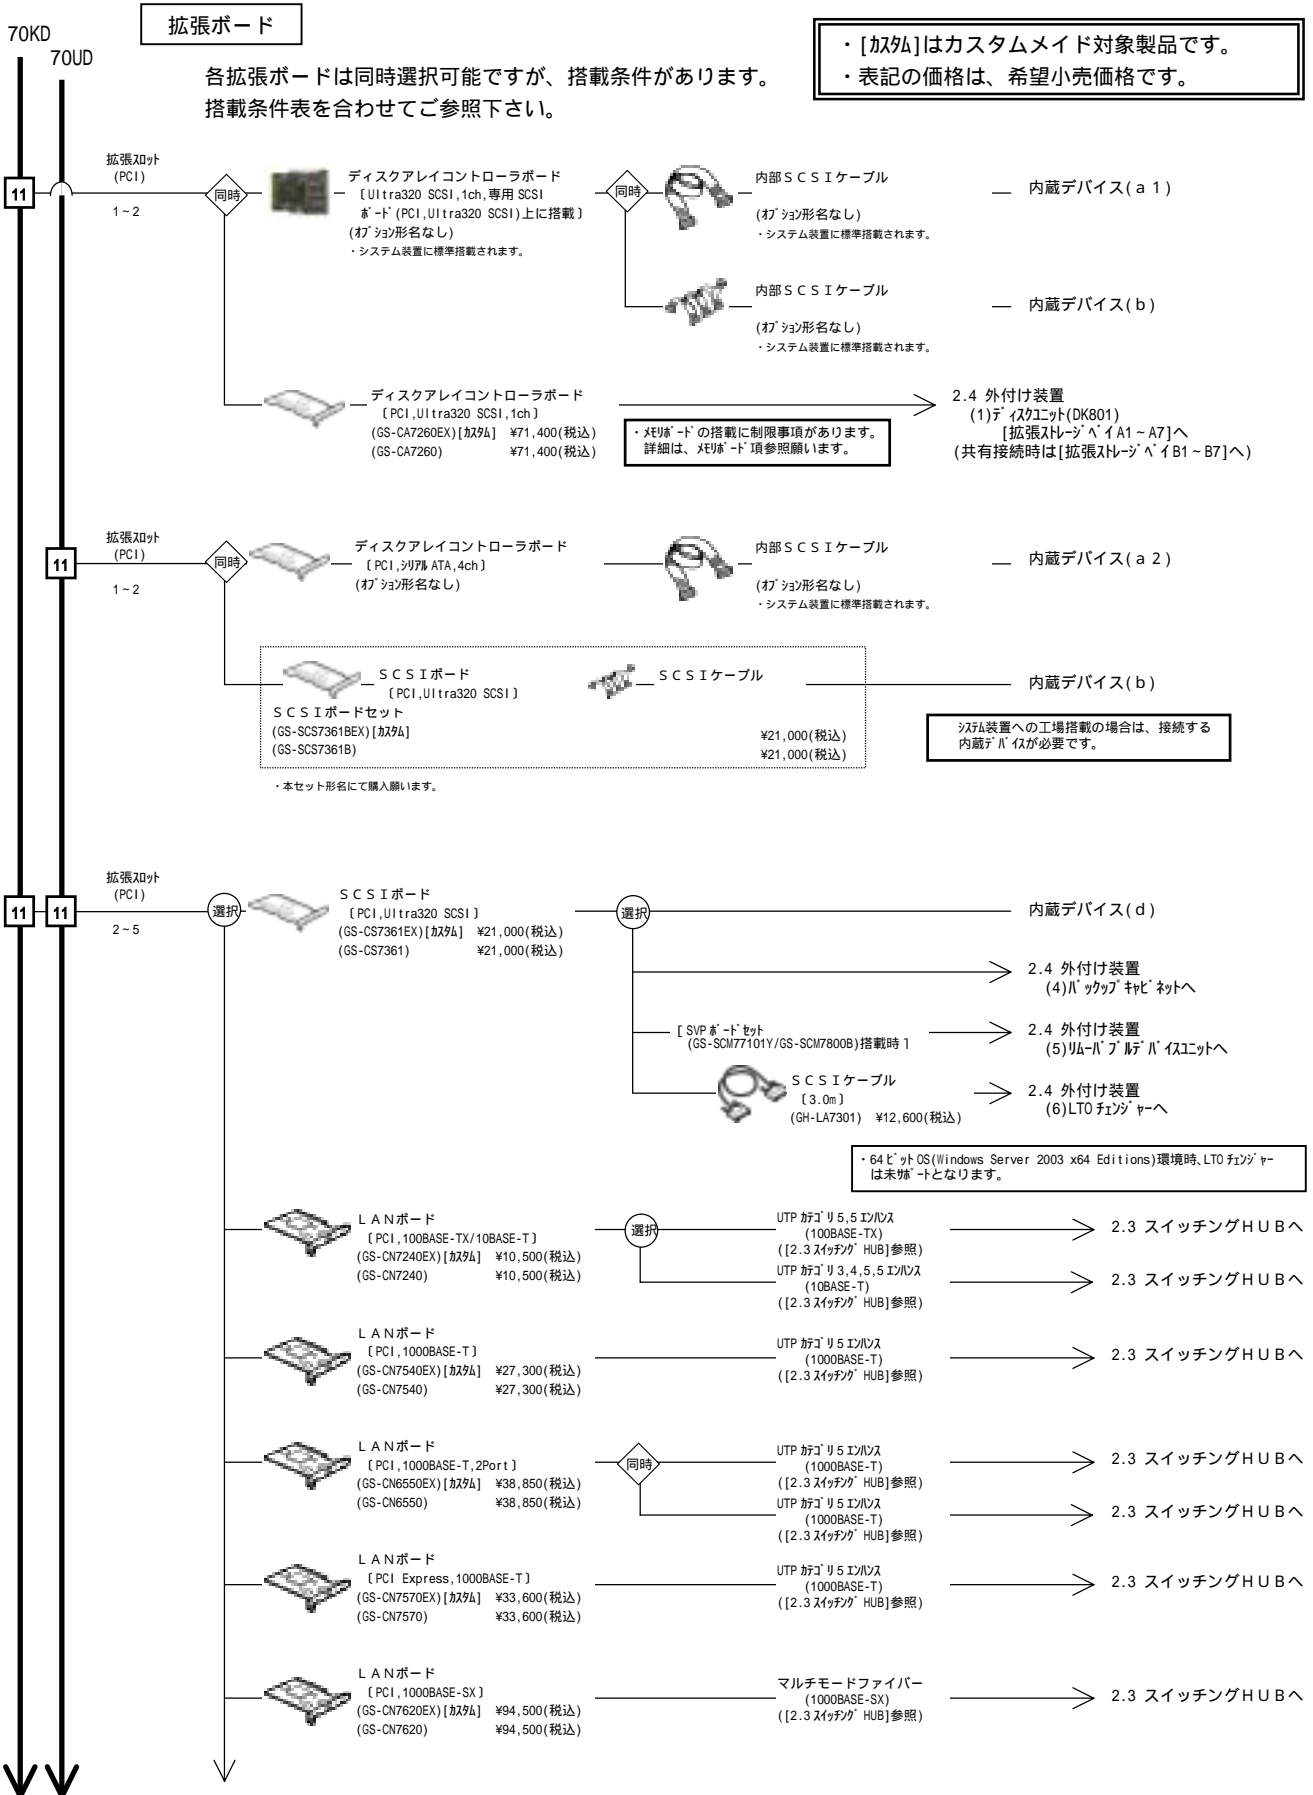 70KD
70UD
拡張ボード
各拡張ボードは同時選択可能ですが、搭載条件があります。
搭載条件表を合わせてご参照下さい。
・[ｶｽﾀﾑ]はカスタムメイド対象製品です。
・表記の価格は、希望小売価格です。
11
拡張ｽﾛｯﾄ
(PCI)
1~2
同時
ディスクアレイコントローラボード
〔Ultra320 SCSI,1ch,専用 SCSI
ﾎﾞｰﾄﾞ(PCI,Ultra320 SCSI)上に搭載〕
(ｵﾌﾟｼｮﾝ形名なし)
・システム装置に標準搭載されます。
同時
内部ＳＣＳＩケーブル
(ｵﾌﾟｼｮﾝ形名なし)
・システム装置に標準搭載されます。
内蔵デバイス(a1)
内部ＳＣＳＩケーブル
(ｵﾌﾟｼｮﾝ形名なし)
・システム装置に標準搭載されます。
内蔵デバイス(b)
ディスクアレイコントローラボード
〔PCI,Ultra320 SCSI,1ch〕
(GS-CA7260EX)[ｶｽﾀﾑ] ¥71,400(税込)
(GS-CA7260) ¥71,400(税込)
・ﾒﾓﾘﾎﾞｰﾄﾞの搭載に制限事項があります。
詳細は、ﾒﾓﾘﾎﾞｰﾄﾞ項参照願います。
2.4 外付け装置
(1)ﾃﾞｨｽｸﾕﾆｯﾄ(DK801)
[拡張ｽﾄﾚｰｼﾞﾍﾞｲ A1~A7]へ
(共有接続時は[拡張ｽﾄﾚｰｼﾞﾍﾞｲ B1~B7]へ)
11
拡張ｽﾛｯﾄ
(PCI)
1~2
同時
ディスクアレイコントローラボード
〔PCI,ｼﾘｱﾙ ATA,4ch〕
(ｵﾌﾟｼｮﾝ形名なし)
内部ＳＣＳＩケーブル
(ｵﾌﾟｼｮﾝ形名なし)
・システム装置に標準搭載されます。
内蔵デバイス(a2)
ＳＣＳＩボード
〔PCI,Ultra320 SCSI〕
ＳＣＳＩケーブル
ＳＣＳＩボードセット
(GS-SCS7361BEX)[ｶｽﾀﾑ] ¥21,000(税込)
(GS-SCS7361B) ¥21,000(税込)
・本セット形名にて購入願います。
内蔵デバイス(b)
ｼｽﾃﾑ装置への工場搭載の場合は、接続する
内蔵ﾃﾞﾊﾞｲｽが必要です。
11
11
拡張ｽﾛｯﾄ
(PCI)
2~5
選択
ＳＣＳＩボード
〔PCI,Ultra320 SCSI〕
(GS-CS7361EX)[ｶｽﾀﾑ] ¥21,000(税込)
(GS-CS7361) ¥21,000(税込)
選択
内蔵デバイス(d)
2.4 外付け装置
(4)ﾊﾞｯｸｯﾌﾟｷｬﾋﾞﾈｯﾄへ
[SVP ﾎﾞｰﾄﾞｾｯﾄ
(GS-SCM77101Y/GS-SCM7800B)搭載時]
2.4 外付け装置
(5)ﾘﾑｰﾊﾞﾌﾞﾙﾃﾞﾊﾞｲｽﾕﾆｯﾄへ
ＳＣＳＩケーブル
〔3.0m〕
(GH-LA7301) ¥12,600(税込)
2.4 外付け装置
(6)LTO ﾁｪﾝｼﾞｬｰへ
・64 ﾋﾞｯﾄ OS(Windows Server 2003 x64 Editions)環境時、LTO ﾁｪﾝｼﾞｬｰ
は未ｻﾎﾟｰﾄとなります。
ＬＡＮボード
〔PCI,100BASE-TX/10BASE-T〕
(GS-CN7240EX)[ｶｽﾀﾑ] ¥10,500(税込)
(GS-CN7240) ¥10,500(税込)
選択
UTP ｶﾃｺﾞﾘ 5,5 ｴﾝﾊﾝｽ
(100BASE-TX)
([2.3 ｽｲｯﾁﾝｸﾞ HUB]参照)
2.3 スイッチングＨＵＢへ
UTP ｶﾃｺﾞﾘ 3,4,5,5 ｴﾝﾊﾝｽ
(10BASE-T)
([2.3 ｽｲｯﾁﾝｸﾞ HUB]参照)
2.3 スイッチングＨＵＢへ
ＬＡＮボード
〔PCI,1000BASE-T〕
(GS-CN7540EX)[ｶｽﾀﾑ] ¥27,300(税込)
(GS-CN7540) ¥27,300(税込)
UTP ｶﾃｺﾞﾘ 5 ｴﾝﾊﾝｽ
(1000BASE-T)
([2.3 ｽｲｯﾁﾝｸﾞ HUB]参照)
2.3 スイッチングＨＵＢへ
ＬＡＮボード
〔PCI,1000BASE-T,2Port〕
(GS-CN6550EX)[ｶｽﾀﾑ] ¥38,850(税込)
(GS-CN6550) ¥38,850(税込)
同時
UTP ｶﾃｺﾞﾘ 5 ｴﾝﾊﾝｽ
(1000BASE-T)
([2.3 ｽｲｯﾁﾝｸﾞ HUB]参照)
2.3 スイッチングＨＵＢへ
UTP ｶﾃｺﾞﾘ 5 ｴﾝﾊﾝｽ
(1000BASE-T)
([2.3 ｽｲｯﾁﾝｸﾞ HUB]参照)
2.3 スイッチングＨＵＢへ
ＬＡＮボード
〔PCI Express,1000BASE-T〕
(GS-CN7570EX)[ｶｽﾀﾑ] ¥33,600(税込)
(GS-CN7570) ¥33,600(税込)
UTP ｶﾃｺﾞﾘ 5 ｴﾝﾊﾝｽ
(1000BASE-T)
([2.3 ｽｲｯﾁﾝｸﾞ HUB]参照)
2.3 スイッチングＨＵＢへ
ＬＡＮボード
〔PCI,1000BASE-SX〕
(GS-CN7620EX)[ｶｽﾀﾑ] ¥94,500(税込)
(GS-CN7620) ¥94,500(税込)
マルチモードファイバー
(1000BASE-SX)
([2.3 ｽｲｯﾁﾝｸﾞ HUB]参照)
2.3 スイッチングＨＵＢへ